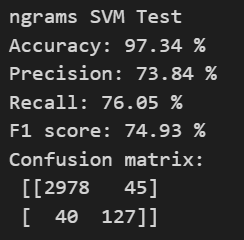 ngrams SVM Test
Accuracy: 97.34 %
Precision: 73.84 %
Recall: 76.05 %
F1 score: 74.93 %
Confusion matrix:
[[2978   45]
[  40  127]]